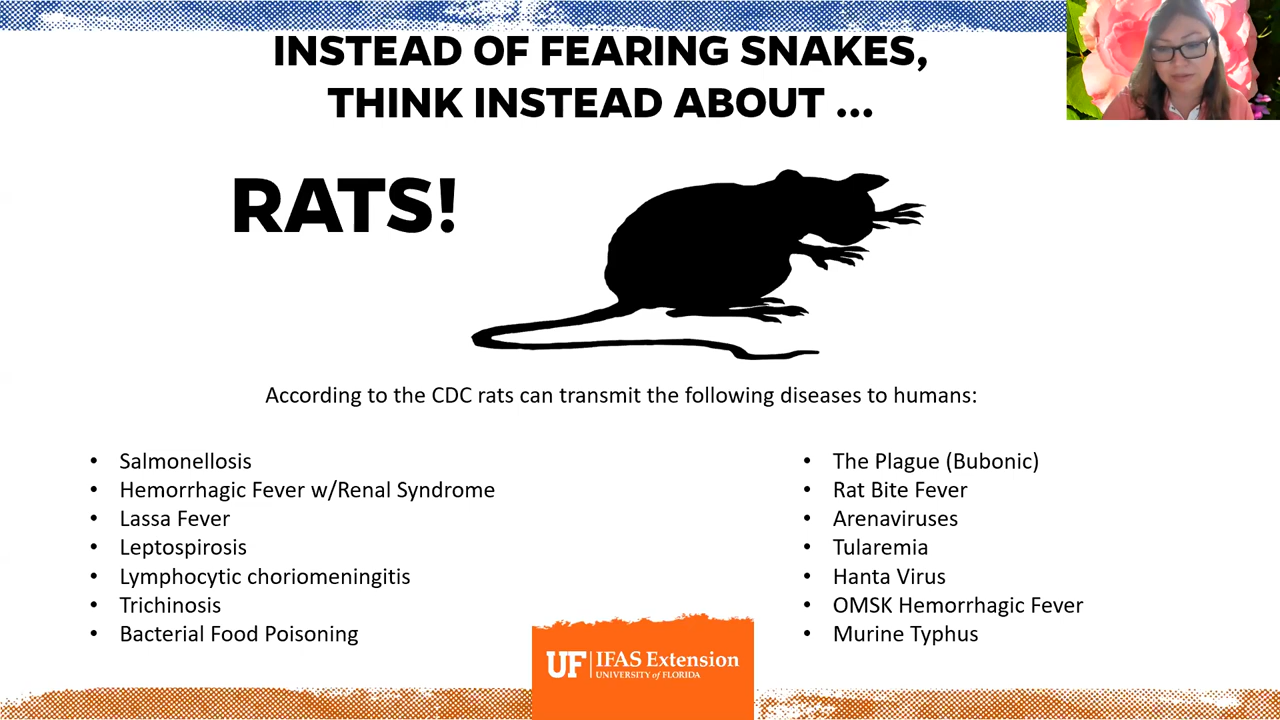 INSTEAD OF FEARING SNAKES,
THINK INSTEAD ABOUT ...
RATS!
According to the CDC rats can transmit the following diseases to humans:
• Salmonellosis
• Hemorrhagic Fever w/Renal Syndrome
• Lassa Fever
• Leptospirosis
• Lymphocytic choriomeningitis
• Trichinosis
• Bacterial Food Poisoning
• The Plague (Bubonic)
• Rat Bite Fever
• Arenaviruses
• Tularemia
• Hanta Virus
• OMSK Hemorrhagic Fever
• Murine Typhus
UF IFAS Extension
UNIVERSITY of FLORIDA